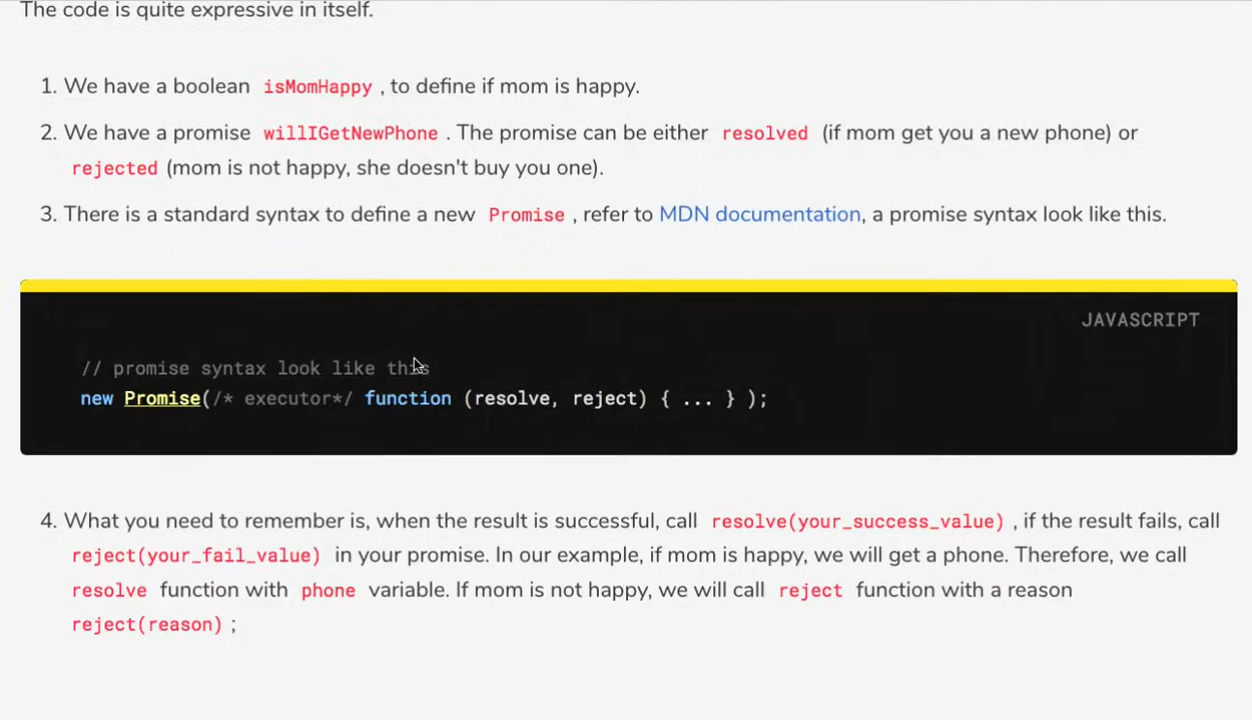 The code is quite expressive in itself.
1. We have a boolean isMomHappy , to define if mom is happy.
2. We have a promise willIGetNewPhone . The promise can be either resolved (if mom get you a new phone) or
rejected (mom is not happy, she doesn't buy you one).
3. There is a standard syntax to define a new Promise , refer to MDN documentation, a promise syntax look like this.
JAVASCRIPT
// promise syntax look like this
new Promise(/* executor*/ function (resolve, reject) { ... } );
4. What you need to remember is, when the result is successful, call resolve(your_success_value) , if the result fails, call
reject(your_fail_value) in your promise. In our example, if mom is happy, we will get a phone. Therefore, we call
resolve function with phone variable. If mom is not happy, we will call reject function with a reason
reject(reason) ;